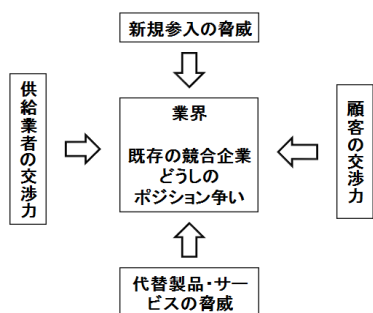 新規参入の脅威
供給業者の交渉力
業界
既存の競合企業
どうしの
ポジション争い
顧客の交渉力
代替製品・サー
ビスの脅威